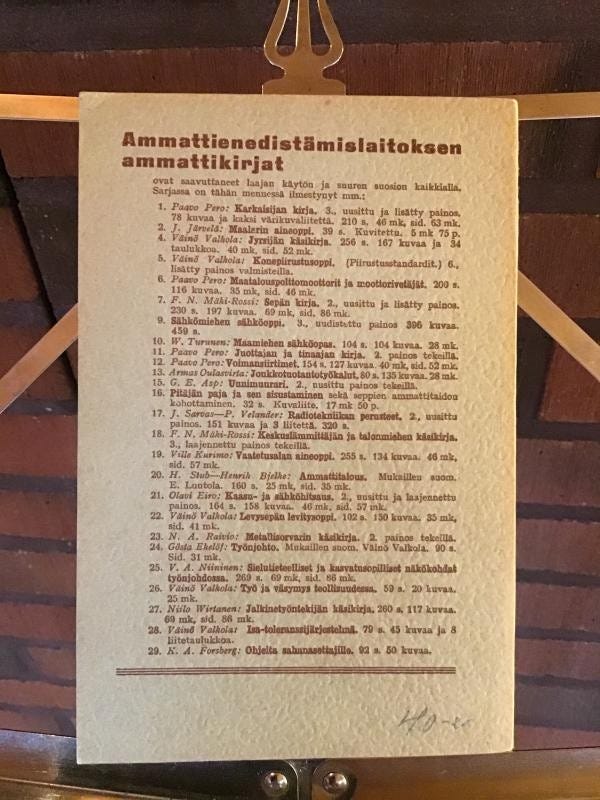 Ammattienedistämislaitoksen
ammattikirjat
ovat saavuttaneet laajan käytön ja suuren suosion kaikkialla.
Sarjassa on tähän mennessä ilmestynyt mm.:
1. Paavo Pero: Karkaisijan kirja. 3., uusittu ja lisätty painos.
78 kuvaa ja kaksi värikuvaliitettä. 210 s. 46 mk, sid. 63 mk.
2. J. Järvelä: Maalerin aineoppi. 39 s. Kuvitettu. 5 mk 75 p.
4. Väinö Valkola: Jyrsijän käsikirja. 256 s. 167 kuvaa ja 34
taulukkoa. 40 mk, sid. 52 mk.
5. Väinö Valkola: Konepiirustusoppi. (Piirustusstandardit.) 6.,
lisätty painos valmisteilla.
6. Paavo Pero: Maatalouspolttomoottorit ja moottorivetäjät. 200 s.
116 kuvaa. 35 mk, sid. 46 mk.
7. F. N. Mäki-Rossi: Sepän kirja. 2., uusittu ja lisätty painos.
230 s. 197 kuvaa. 69 mk, sid. 86 mk.
9. Sähkömiehen sähköoppi. 3., uudistettu painos 396 kuvaa.
459 s.
10. W. Turunen: Maamiehen sähköopas. 104 s. 104 kuvaa. 28 mk.
11. Paavo Pero: Juottajan ja tinaajan kirja. 2. painos tekeillä.
12. Paavo Pero: Voimansiirtimet. 154 s. 127 kuvaa. 40 mk, sid. 52 mk.
13. Armas Oulasvirta: Joukkotuotantotyökalut, 80 s. 135 kuvaa. 28 mk.
15. G. E. Asp: Uunimuurari. 2., uusittu painos tekeillä.
16. Pitäjän paja ja sen sisustaminen sekä seppien ammattitaidon
kohottaminen. 32 s. Kuvaliite. 17 mk 50 p.
17. J. Sarvas—P. Velander: Radiotekniikan perusteet. 2., uusittu
painos. 151 kuvaa ja 3 liitettä. 320 s.
18. F. N. Mäki-Rossi: Keskuslämmittäjän ja talonmiehen käsikirja.
3., laajennettu painos tekeillä.
19. Ville Kurimo: Vaatetusalan aineoppi. 255 s. 134 kuvaa. 46 mk,
sid. 57 mk.
20. H. Stub—Henrik Bjelke: Ammattitalous. Mukaillen suom.
E. Luotola. 160 s. 25 mk, sid. 35 mk.
21. Olavi Eiro: Kaasu- ja sähköhitsaus. 2., uusittu ja laajennettu
painos. 164 s. 158 kuvaa. 46 mk, sid. 57 mk.
22. Väinö Valkola: Levysepän levitysoppi. 102 s. 150 kuvaa. 35 mk,
sid. 41 mk.
23. N. A. Raivio: Metallisorvarin käsikirja. 2. painos tekeillä.
24. Gösta Ekelöf: Työnjohto. Mukaillen suom. Väinö Valkola. 90 s.
Sid. 31 mk.
25. V. A. Niininen: Sielutieteelliset ja kasvatusopilliset näkökohdat
työnjohdossa. 269 s. 69 mk, sid. 86 mk.
26. Väinö Valkola: Työ ja väsymys teollisuudessa. 59 s. 20 kuvaa.
25 mk.
27. Niilo Wirtanen: Jalkinetyöntekijän käsikirja. 260 s, 117 kuvaa.
69 mk, sid. 86 mk.
28. Väinö Valkola: Isa-toleranssijärjestelmä. 79 s. 45 kuvaa ja 8
liitetaulukkoa.
29. K. A. Forsberg: Ohjeita sahanasettajille. 92 s. 50 kuvaa.